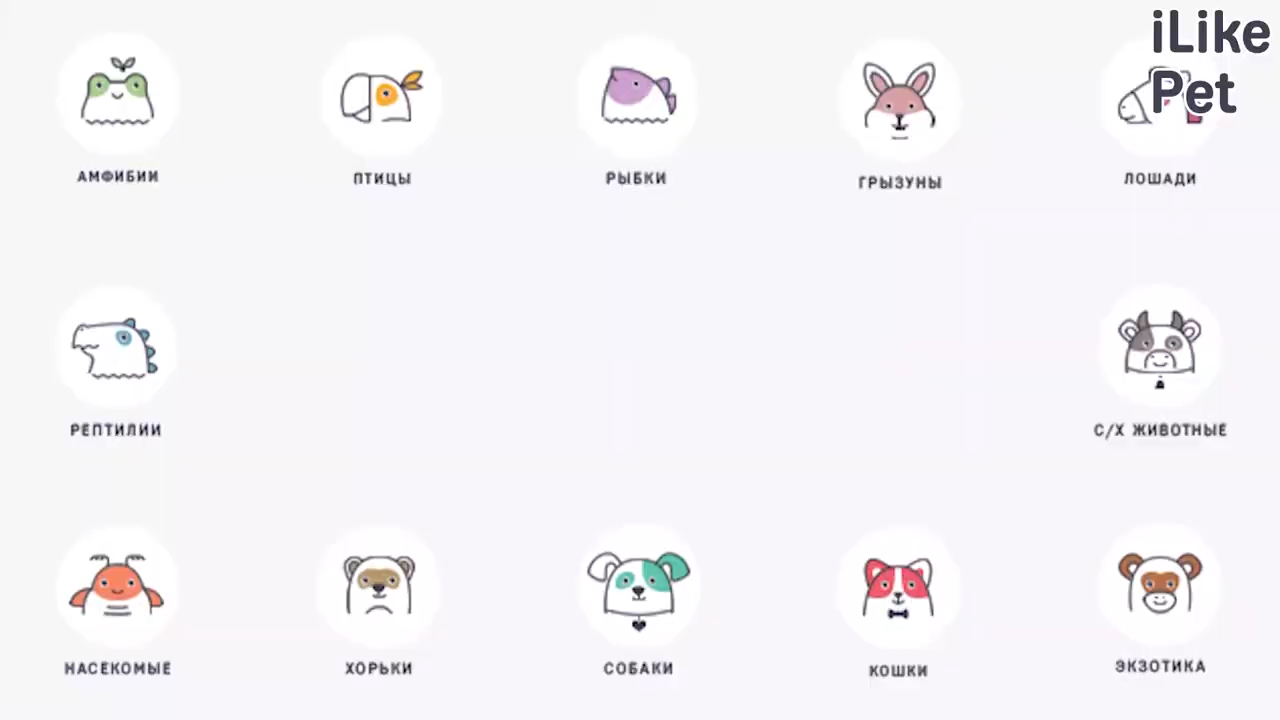 iLike
Pet
АМФИБИИ
ПТИЦЫ
РЫБКИ
ГРЫЗУНЫ
ЛОШАДИ
РЕПТИЛИИ
С/Х ЖИВОТНЫЕ
НАСЕКОМЫЕ
ХОРЬКИ
СОБАКИ
КОШКИ
ЭКЗОТИКА